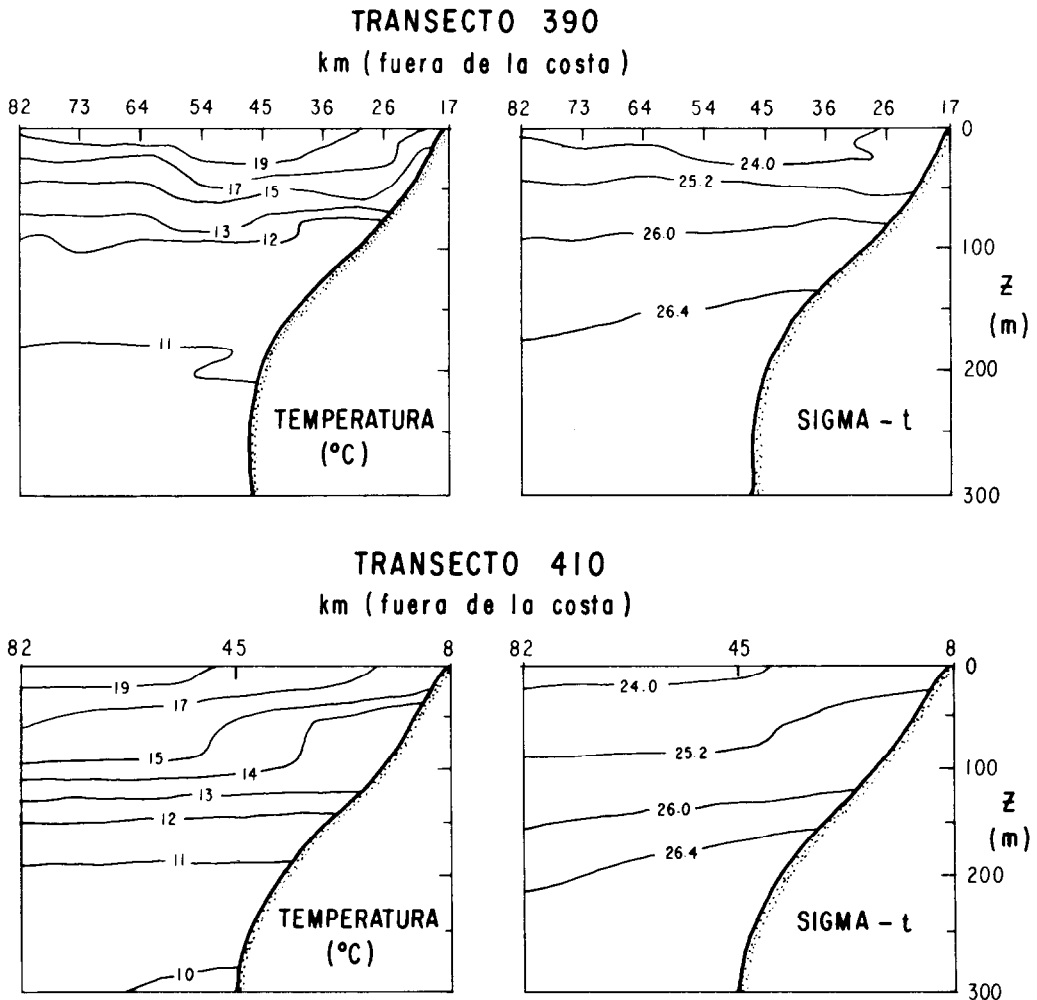 TRANSECTO 390
km (fuera de la costa)
82 73 64 54 45 36 26 17
82 73 64 54 45 36 26 17
19
17
15
13
12
11
TEMPERATURA
(°C)
24.0
25.2
26.0
26.4
SIGMA - t
0
100
Z
(m)
200
300
TRANSECTO 410
km (fuera de la costa)
82 45 8
82 45 8
19
17
15
14
13
12
11
10
TEMPERATURA
(°C)
24.0
25.2
26.0
26.4
SIGMA - t
0
100
Z
(m)
200
300